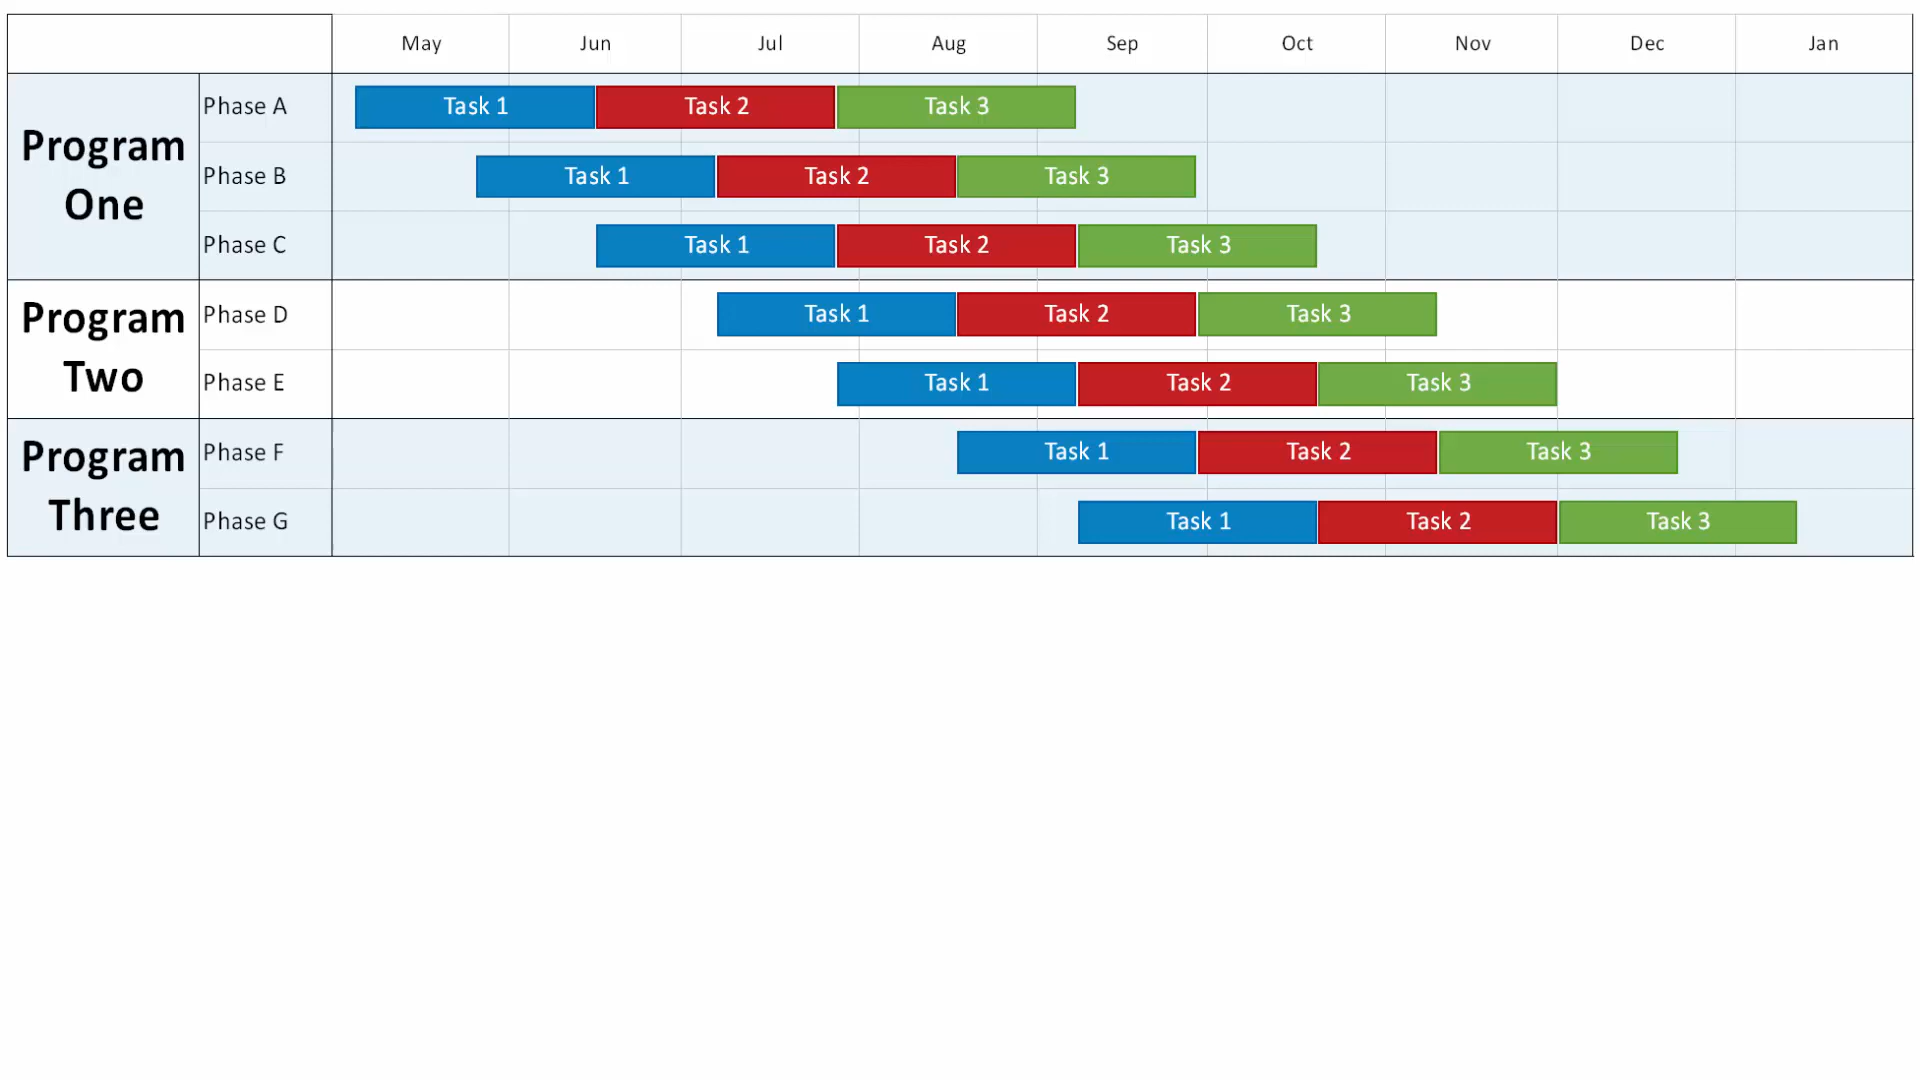 May Jun Jul Aug Sep Oct Nov Dec Jan
Program
One
Phase A Task 1 Task 2 Task 3
Phase B Task 1 Task 2 Task 3
Phase C Task 1 Task 2 Task 3
Program
Two
Phase D Task 1 Task 2 Task 3
Phase E Task 1 Task 2 Task 3
Program
Three
Phase F Task 1 Task 2 Task 3
Phase G Task 1 Task 2 Task 3